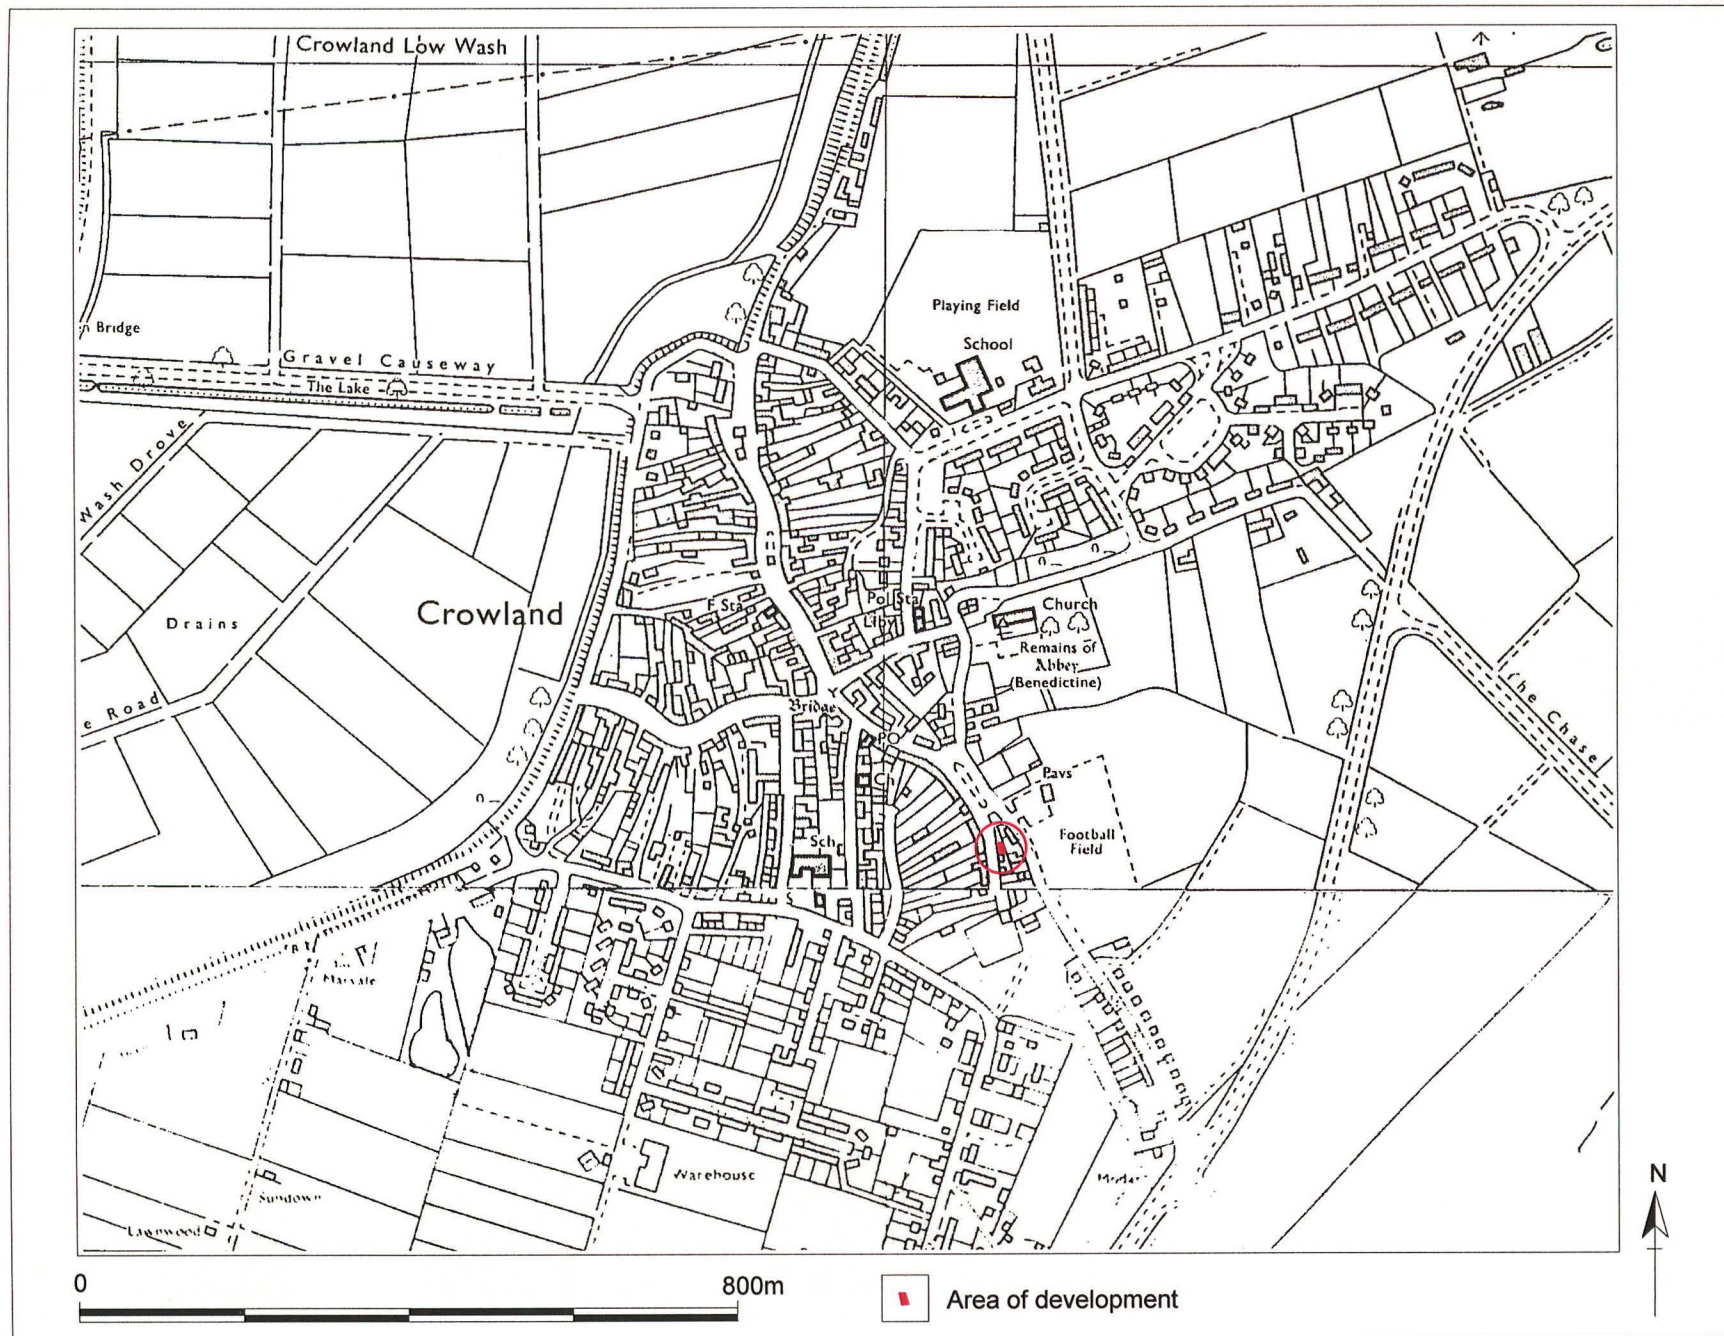 Crowland Low Wash
Playing Field
School
n Bridge
Gravel Causeway
The Lake
Wash Drove
Crowland
Drains
F Sta
Pol Sta
Liby
Church
Remains of
Abbey
(Benedictine)
e Road
Bridge
PO
The Chase
Pavs
Football
Field
Sch
Warehouse
Sundown
Lawnwood
N
0
800m
Area of development